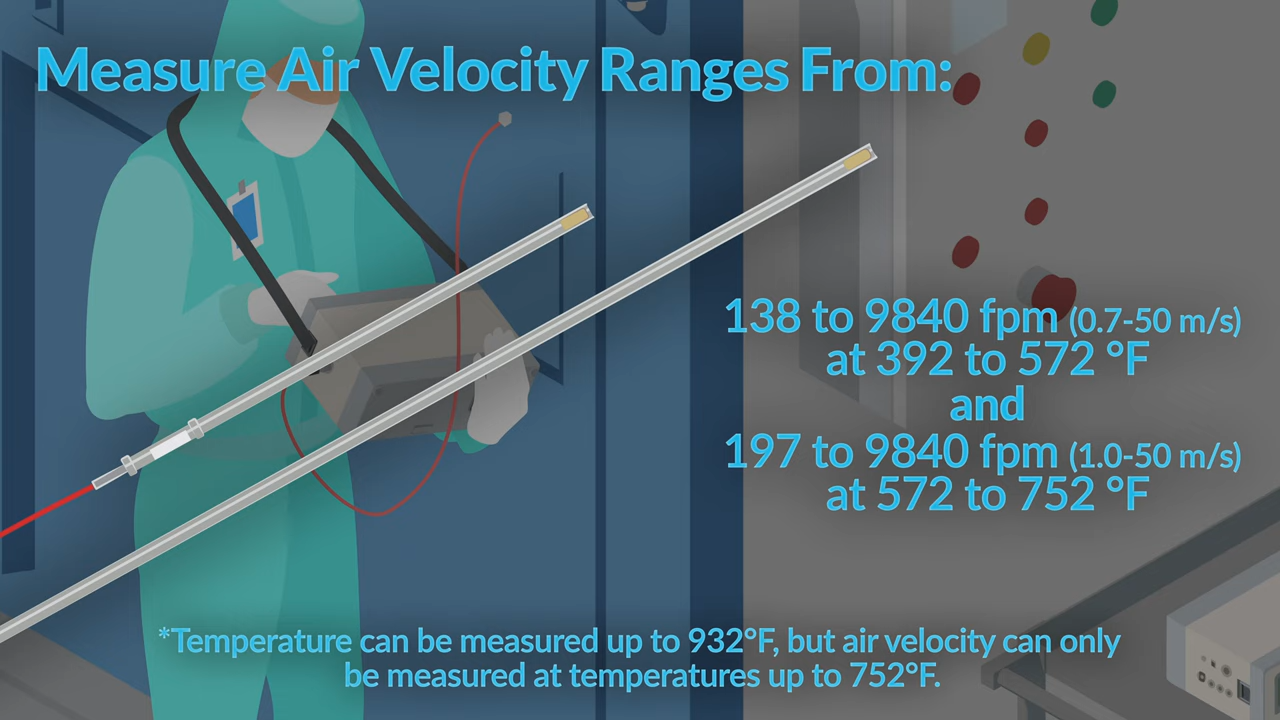 Measure Air Velocity Ranges From:
138 to 9840 fpm (0.7-50 m/s)
at 392 to 572 °F
and
197 to 9840 fpm (1.0-50 m/s)
at 572 to 752 °F
*Temperature can be measured up to 932°F, but air velocity can only
be measured at temperatures up to 752°F.